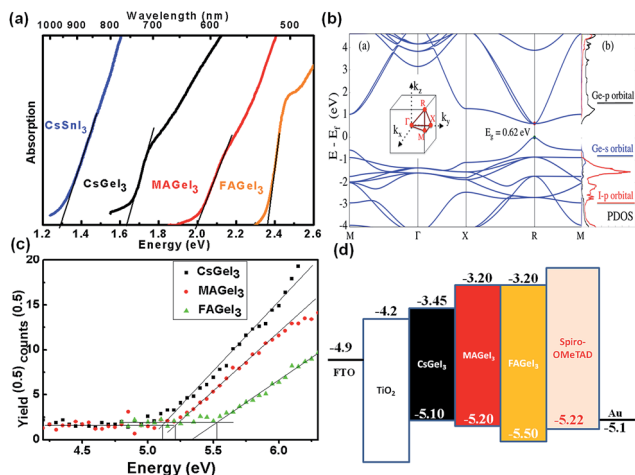 (a)
Wavelength (nm)
1000 900 800 700 600 500
Absorption
CsSnI3
CsGeI3
MAGeI3
FAGeI3
1.2 1.4 1.6 1.8 2.0 2.2 2.4 2.6
Energy (eV)
(b)
(a)
(b)
E - Ef (eV)
4
3
2
1
0
-1
-2
-3
-4
kz
ky
kx
R
Γ
X
M
Eg = 0.62 eV
Ge-p orbital
Ge-s orbital
I-p orbital
PDOS
M Γ X R M
(c)
Yield (0.5) counts (0.5)
20
15
10
5
0
CsGeI3
MAGeI3
FAGeI3
4.5 5.0 5.5 6.0
Energy (eV)
(d)
-4.9
FTO
-4.2
TiO2
-3.45
CsGeI3
-5.10
-3.20
MAGeI3
-5.20
-3.20
FAGeI3
-5.50
Spiro-
OMeTAD
-5.22
Au
-5.1